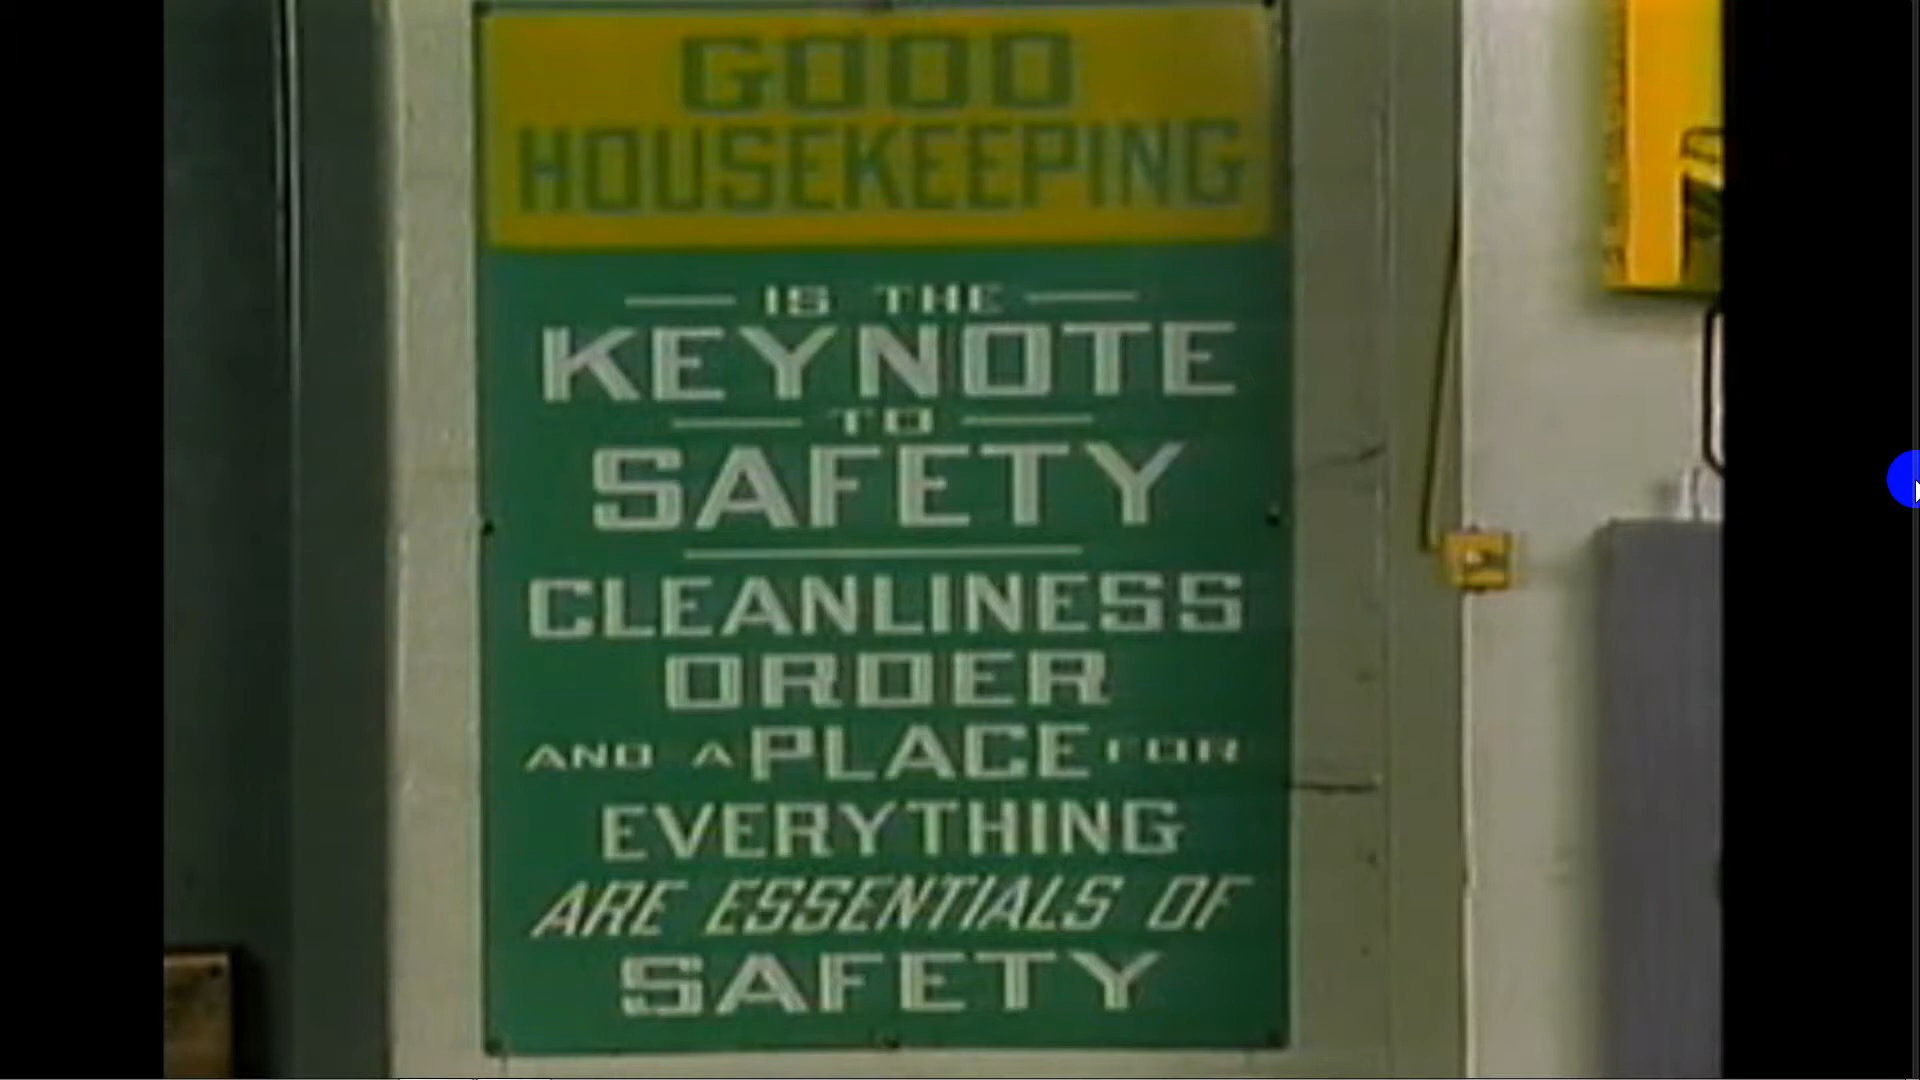 GOOD
HOUSEKEEPING
IS THE
KEYNOTE
TO
SAFETY
CLEANLINESS
ORDER
AND A PLACE FOR
EVERYTHING
ARE ESSENTIALS OF
SAFETY